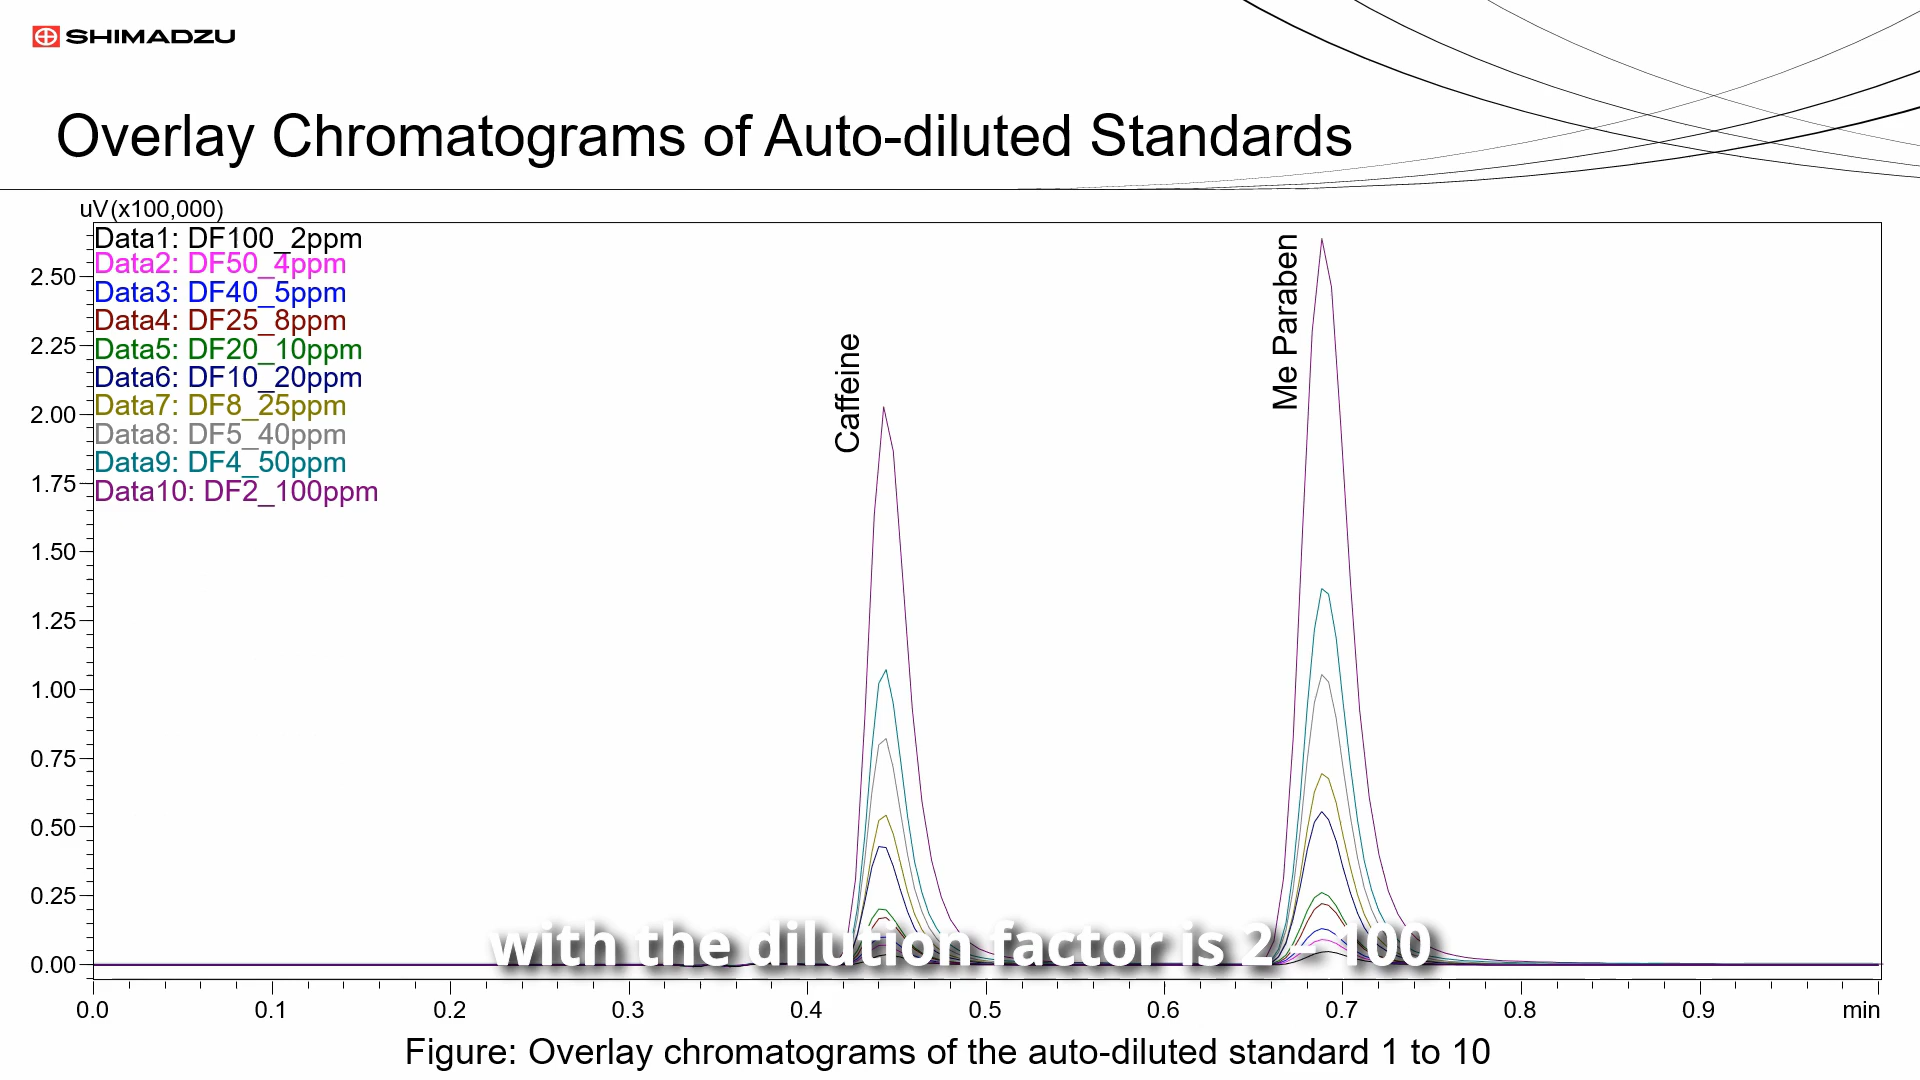 SHIMADZU
Overlay Chromatograms of Auto-diluted Standards
uV(x100,000)
Data1: DF100_2ppm
Data2: DF50_4ppm
Data3: DF40_5ppm
Data4: DF25_8ppm
Data5: DF20_10ppm
Data6: DF10_20ppm
Data7: DF8_25ppm
Data8: DF5_40ppm
Data9: DF4_50ppm
Data10: DF2_100ppm
2.50
2.25
2.00
1.75
1.50
1.25
1.00
0.75
0.50
0.25
0.00
Caffeine
Me Paraben
with the dilution factor is 2 – 100
0.0 0.1 0.2 0.3 0.4 0.5 0.6 0.7 0.8 0.9 min
Figure: Overlay chromatograms of the auto-diluted standard 1 to 10